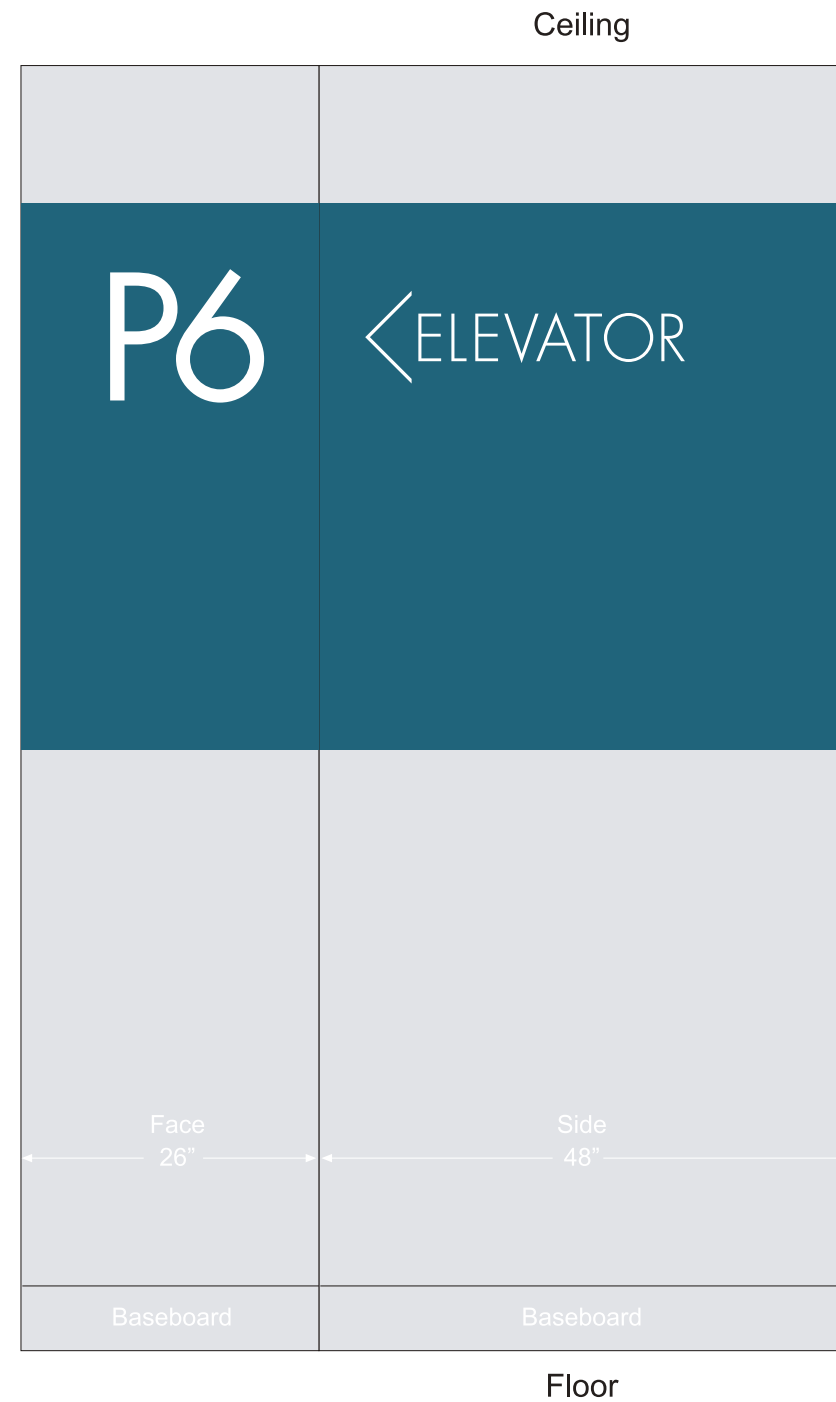 Ceiling
P6
ELEVATOR
Face
26”
Side
48”
Baseboard
Baseboard
Floor